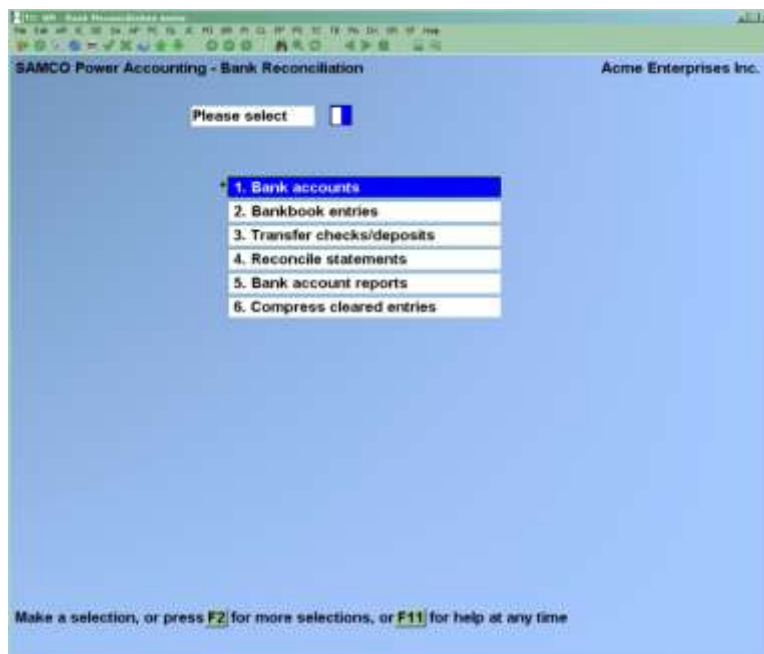 SAMCO Power Accounting - Bank Reconciliation
Acme Enterprises Inc.
Please select
1. Bank accounts
2. Bankbook entries
3. Transfer checks/deposits
4. Reconcile statements
5. Bank account reports
6. Compress cleared entries
Make a selection, or press F2 for more selections, or F11 for help at any time